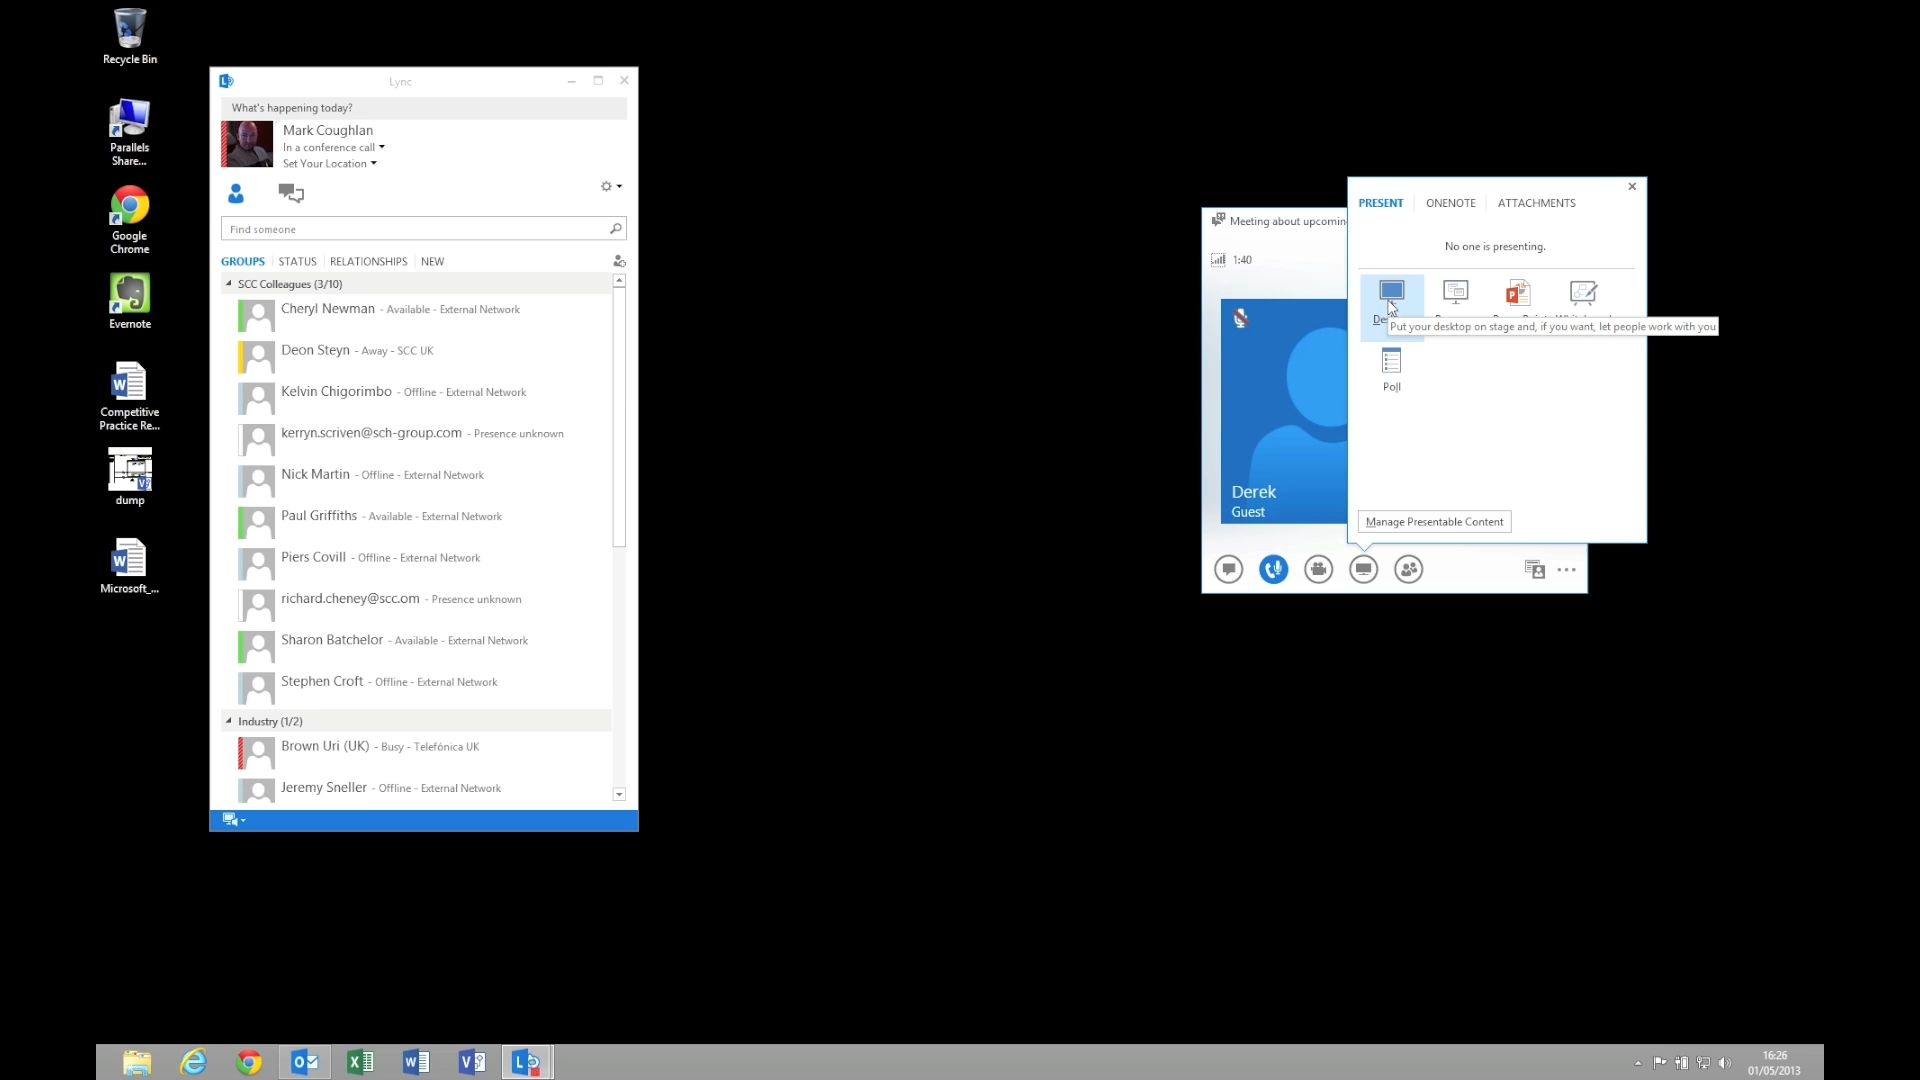 Recycle Bin
Parallels
Share...
Google
Chrome
Evernote
Competitive
Practice Re...
dump
Microsoft_...
Lync
What's happening today?
Mark Coughlan
In a conference call
Set Your Location
Find someone
GROUPS STATUS RELATIONSHIPS NEW
SCC Colleagues (3/10)
Cheryl Newman - Available - External Network
Deon Steyn - Away - SCC UK
Kelvin Chigorimbo - Offline - External Network
kerryn.scriven@sch-group.com - Presence unknown
Nick Martin - Offline - External Network
Paul Griffiths - Available - External Network
Piers Covill - Offline - External Network
richard.cheney@scc.om - Presence unknown
Sharon Batchelor - Available - External Network
Stephen Croft - Offline - External Network
Industry (1/2)
Brown Uri (UK) - Busy - Telefónica UK
Jeremy Sneller - Offline - External Network
Meeting about upcomin
1:40
Derek
Guest
PRESENT ONENOTE ATTACHMENTS
No one is presenting.
Put your desktop on stage and, if you want, let people work with you
Poll
Manage Presentable Content
16:26
01/05/2013